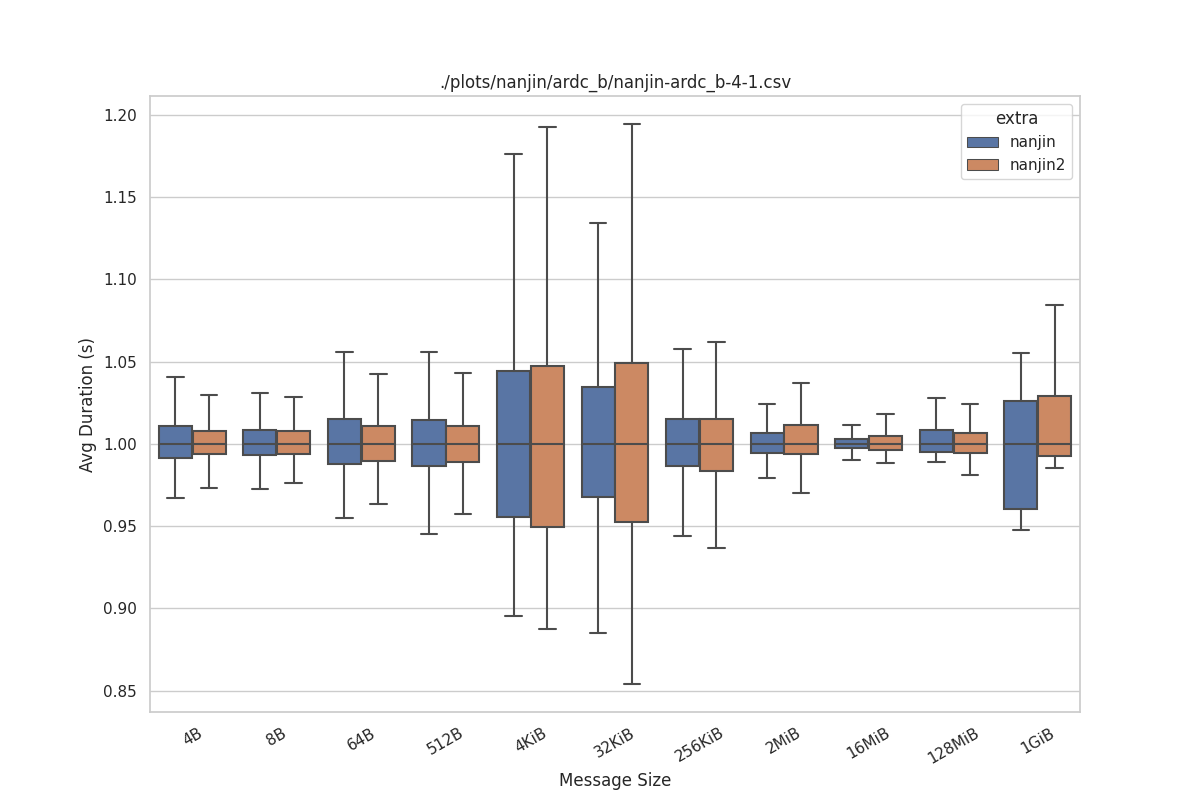 ./plots/nanjin/ardc_b/nanjin-ardc_b-4-1.csv
extra
nanjin
nanjin2
Avg Duration (s)
1.20
1.15
1.10
1.05
1.00
0.95
0.90
0.85
4B
8B
64B
512B
4KiB
32KiB
256KiB
2MiB
16MiB
128MiB
1GiB
Message Size